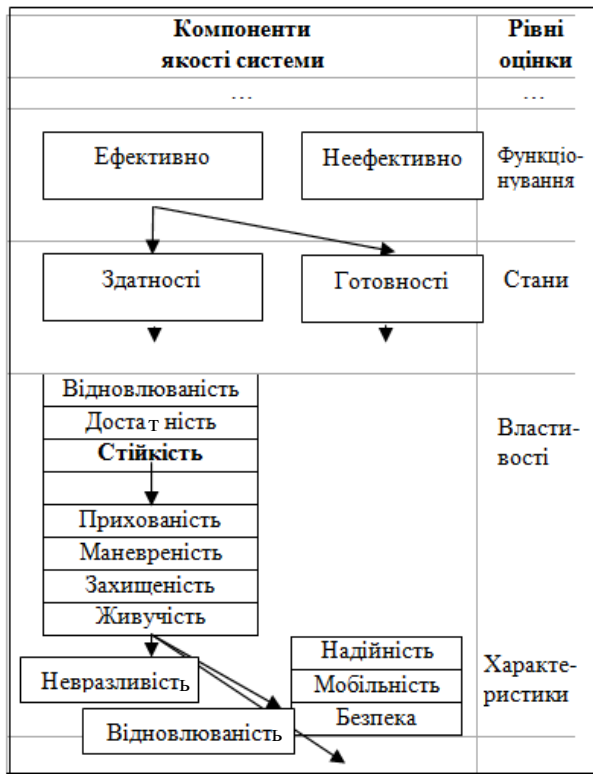 Компоненти
якості системи
Рівні
оцінки
...
...
Ефективно
Неефективно
Функціо-
нування
Здатності
Готовності
Стани
Відновлюваність
Доста т ність
Стійкість
Власти-
вості
Прихованість
Маневреність
Захищеність
Живучість
Надійність
Мобільність
Безпека
Характе-
ристики
Невразливість
Відновлюваність